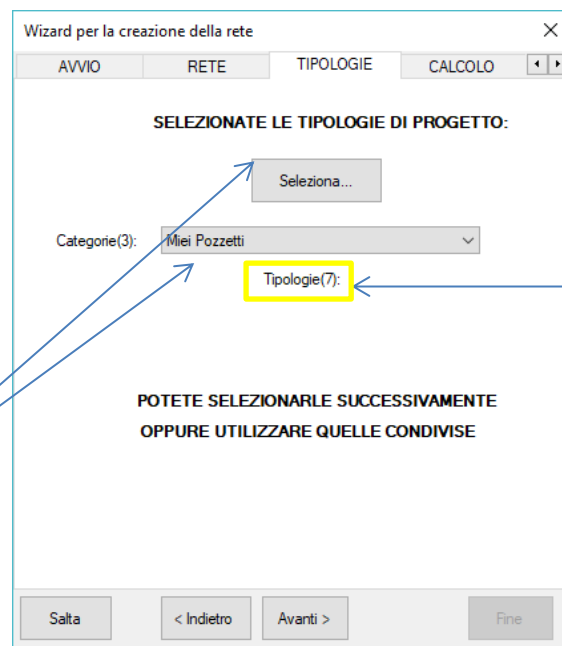 Wizard per la creazione della rete
AVVIO RETE TIPOLOGIE CALCOLO
SELEZIONATE LE TIPOLOGIE DI PROGETTO:
Seleziona...
Categorie(3): Miei Pozzetti
Tipologie(7):
POTETE SELEZIONARLE SUCCESSIVAMENTE
OPPURE UTILIZZARE QUELLE CONDIVISE
Salta < Indietro Avanti > Fine